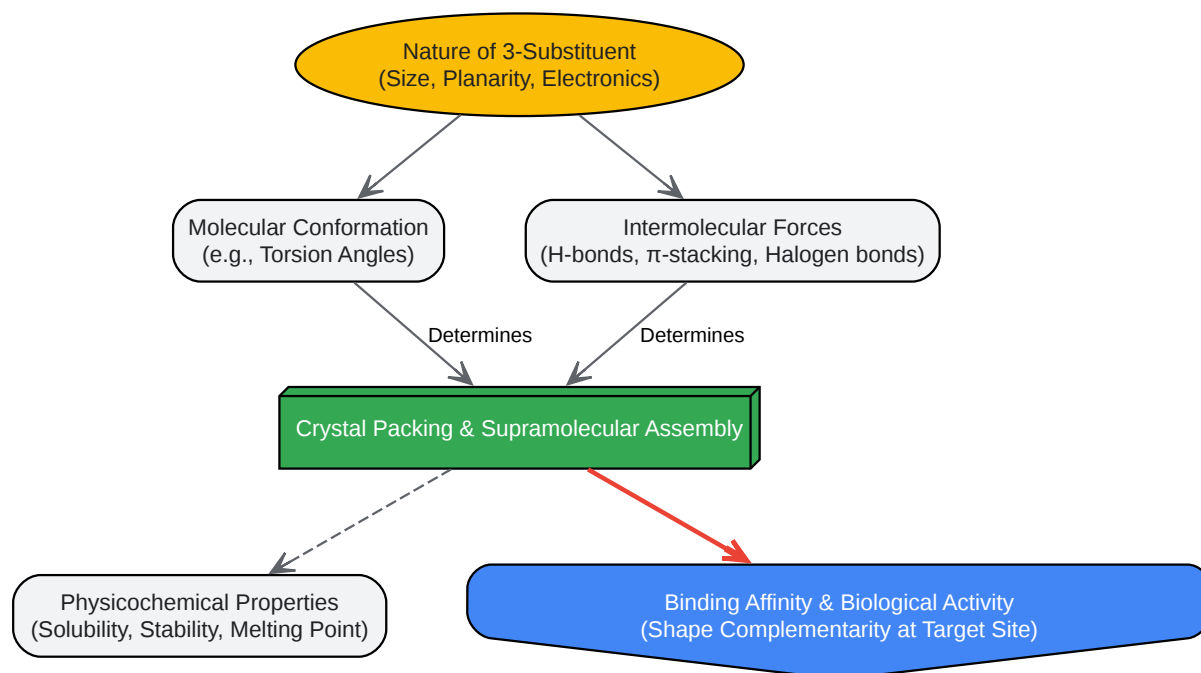 Nature of 3-Substituent
(Size, Planarity, Electronics)
Molecular Conformation
(e.g., Torsion Angles)
Intermolecular Forces
(H-bonds, π-stacking, Halogen bonds)
Determines
Determines
Crystal Packing & Supramolecular Assembly
Physicochemical Properties
(Solubility, Stability, Melting Point)
Binding Affinity & Biological Activity
(Shape Complementarity at Target Site)